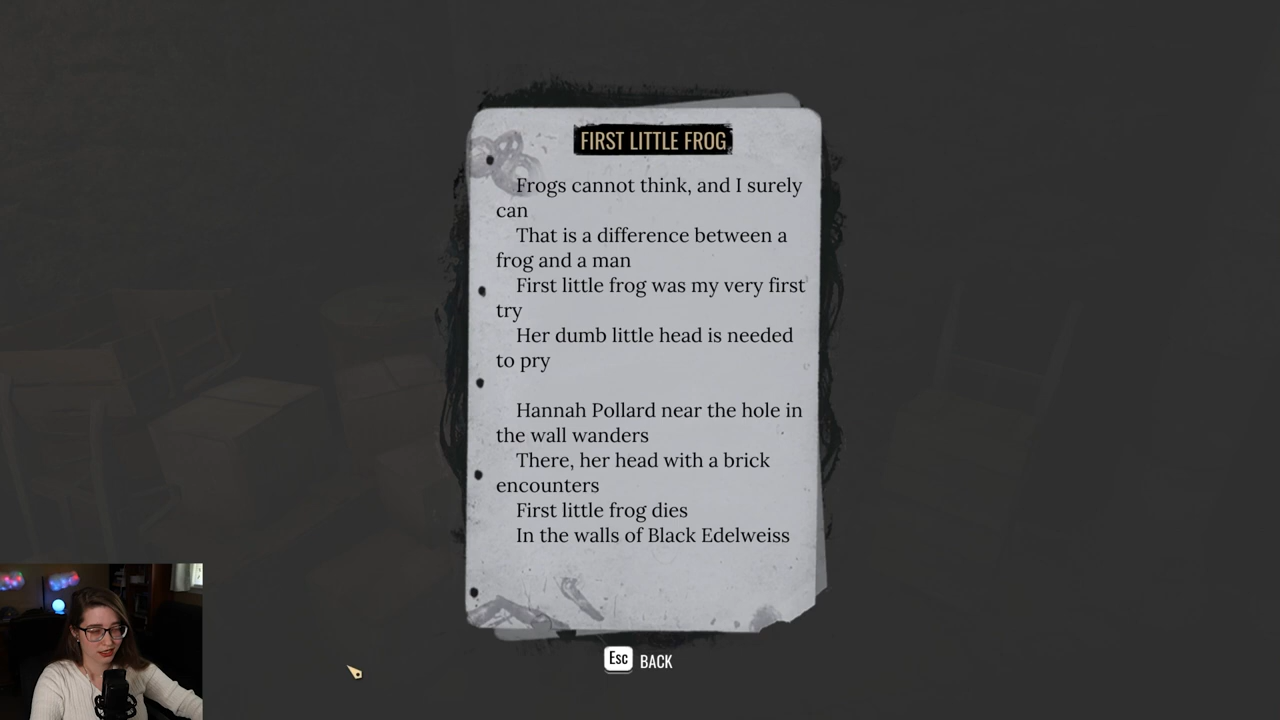 FIRST LITTLE FROG
Frogs cannot think, and I surely
can
That is a difference between a
frog and a man
First little frog was my very first
try
Her dumb little head is needed
to pry
Hannah Pollard near the hole in
the wall wanders
There, her head with a brick
encounters
First little frog dies
In the walls of Black Edelweiss
Esc BACK